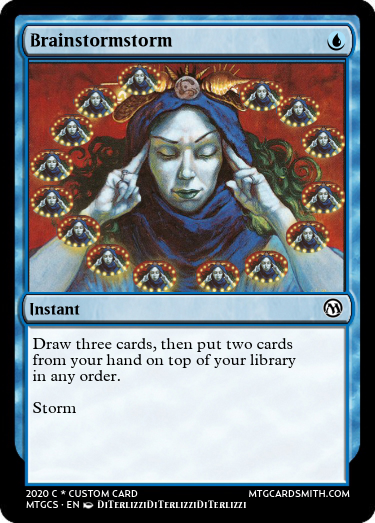 Brainstormstorm
Instant
Draw three cards, then put two cards
from your hand on top of your library
in any order.
Storm
2020 C * CUSTOM CARD
MTGCARDSMITH.COM
MTGCS · EN DiTerlizziDiTerlizziDiTerlizzi